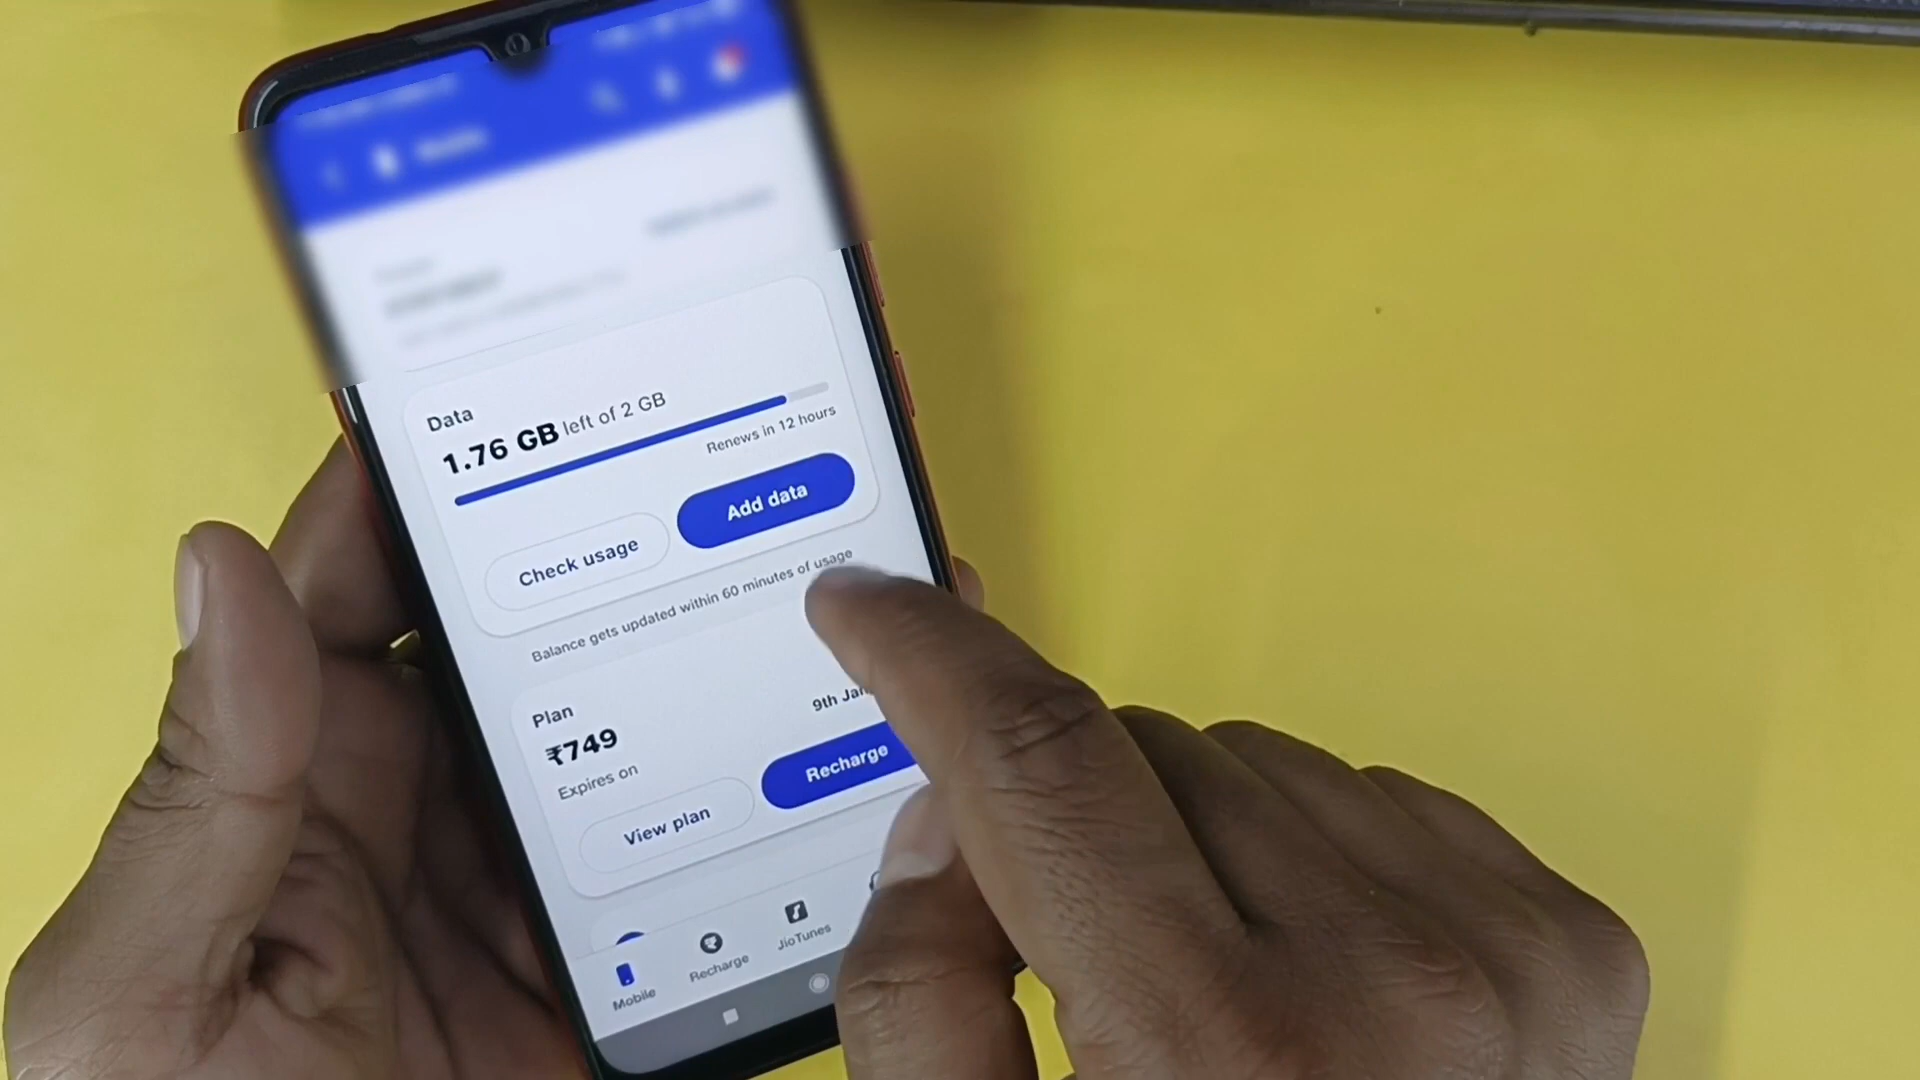 Data
1.76 GB left of 2 GB
Renews in 12 hours
Check usage
Add data
Balance gets updated within 60 minutes of usage
Plan
₹749
9th Jan
Expires on
View plan
Recharge
Mobile
Recharge
JioTunes